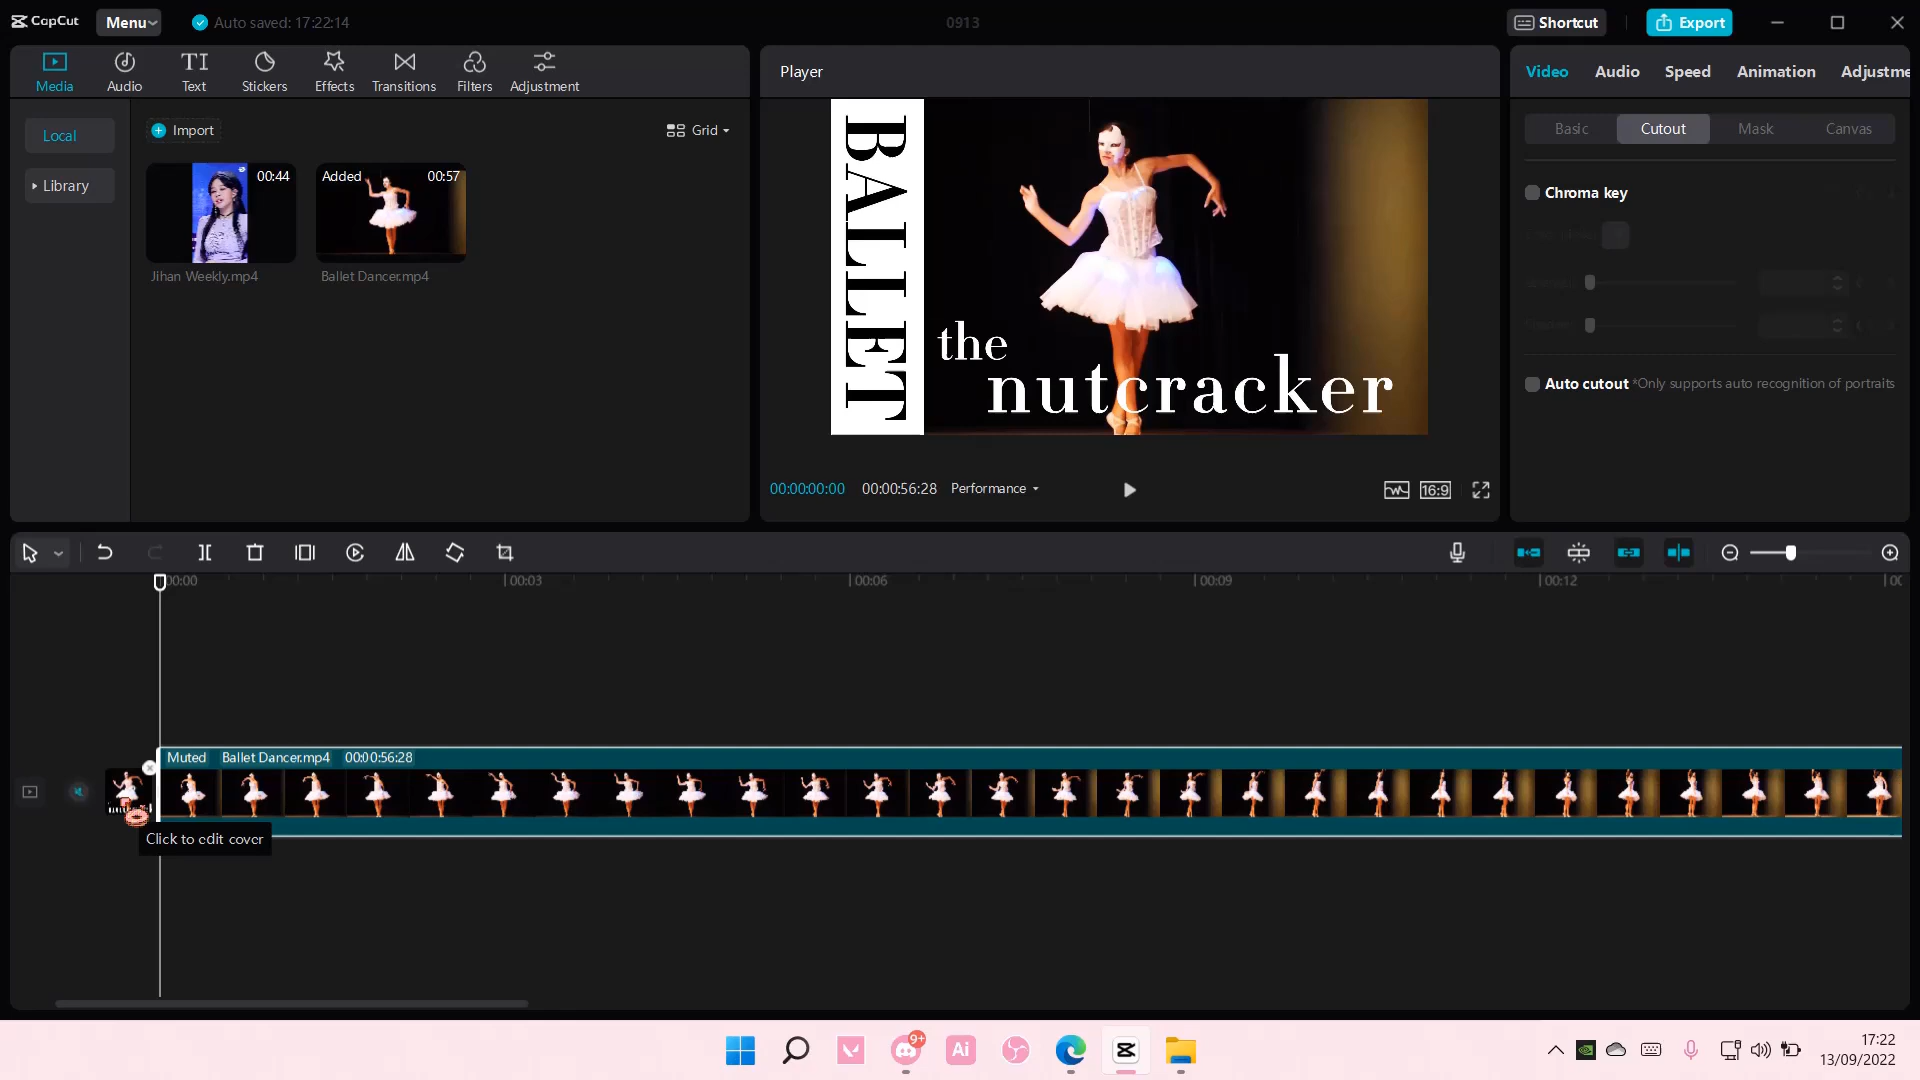 CapCut
Menu
Auto saved: 17:22:14
0913
Shortcut
Export
Media
Audio
Text
Stickers
Effects
Transitions
Filters
Adjustment
Local
Library
Import
Grid
00:44
Jihan Weekly.mp4
Added
00:57
Ballet Dancer.mp4
Player
BALLET
the
nutcracker
00:00:00:00
00:00:56:28
Performance
16:9
Video
Audio
Speed
Animation
Adjustme
Basic
Cutout
Mask
Canvas
Chroma key
Auto cutout *Only supports auto recognition of portraits
00:00
00:03
00:06
00:09
00:12
Muted Ballet Dancer.mp4 00:00:56:28
Click to edit cover
9+
Ai
17:22
13/09/2022